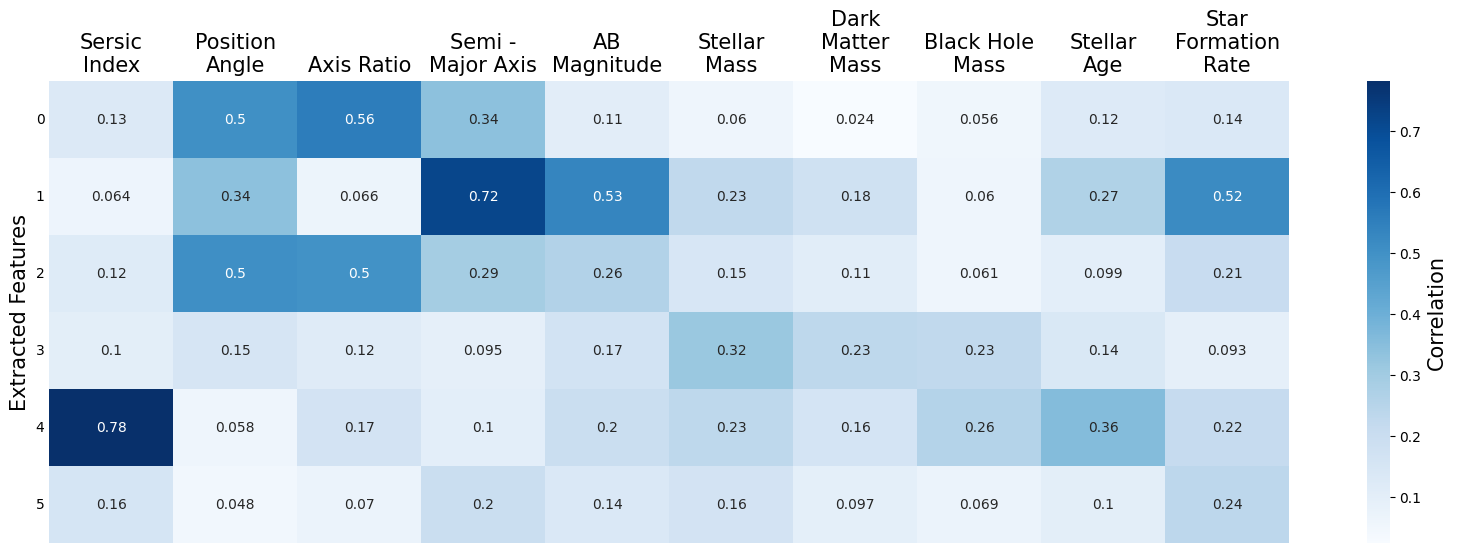 Sersic Index
Position Angle
Axis Ratio
Semi - Major Axis
AB Magnitude
Stellar Mass
Dark Matter Mass
Black Hole Mass
Stellar Age
Star Formation Rate
Extracted Features
0 0.13 0.5 0.56 0.34 0.11 0.06 0.024 0.056 0.12 0.14
1 0.064 0.34 0.066 0.72 0.53 0.23 0.18 0.06 0.27 0.52
2 0.12 0.5 0.5 0.29 0.26 0.15 0.11 0.061 0.099 0.21
3 0.1 0.15 0.12 0.095 0.17 0.32 0.23 0.23 0.14 0.093
4 0.78 0.058 0.17 0.1 0.2 0.23 0.16 0.26 0.36 0.22
5 0.16 0.048 0.07 0.2 0.14 0.16 0.097 0.069 0.1 0.24
0.7
0.6
0.5
0.4
0.3
0.2
0.1
Correlation